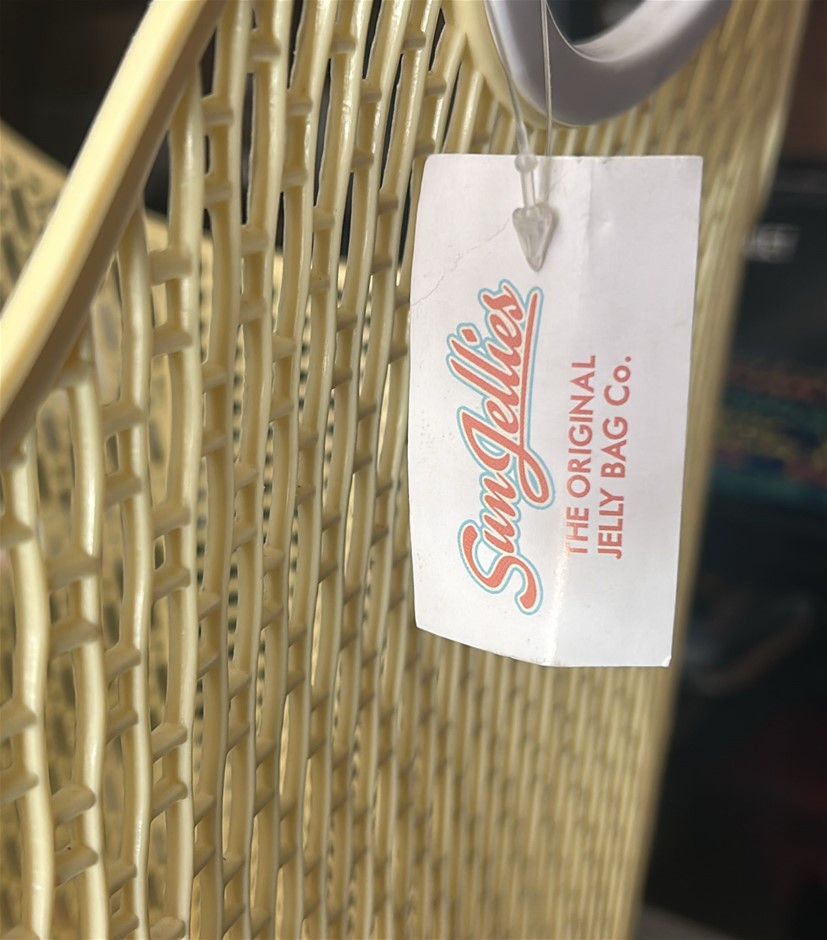 SunJellies
THE ORIGINAL
JELLY BAG Co.